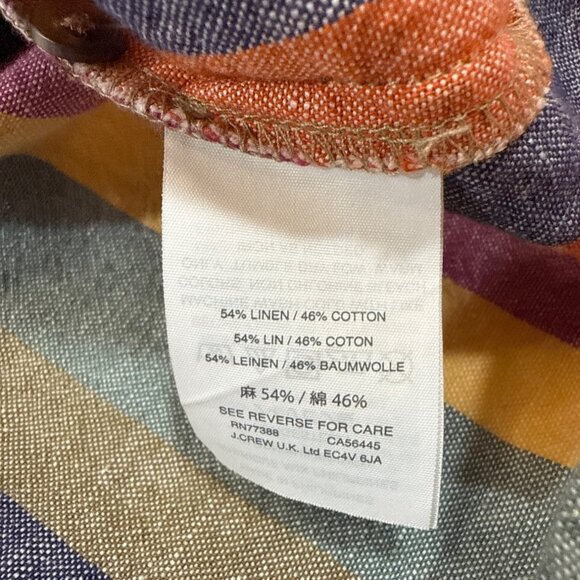 54% LINEN / 46% COTTON
54% LIN / 46% COTON
54% LEINEN / 46% BAUMWOLLE
麻 54% / 綿 46%
SEE REVERSE FOR CARE
RN77388 CA56445
J.CREW U.K. Ltd EC4V 6JA